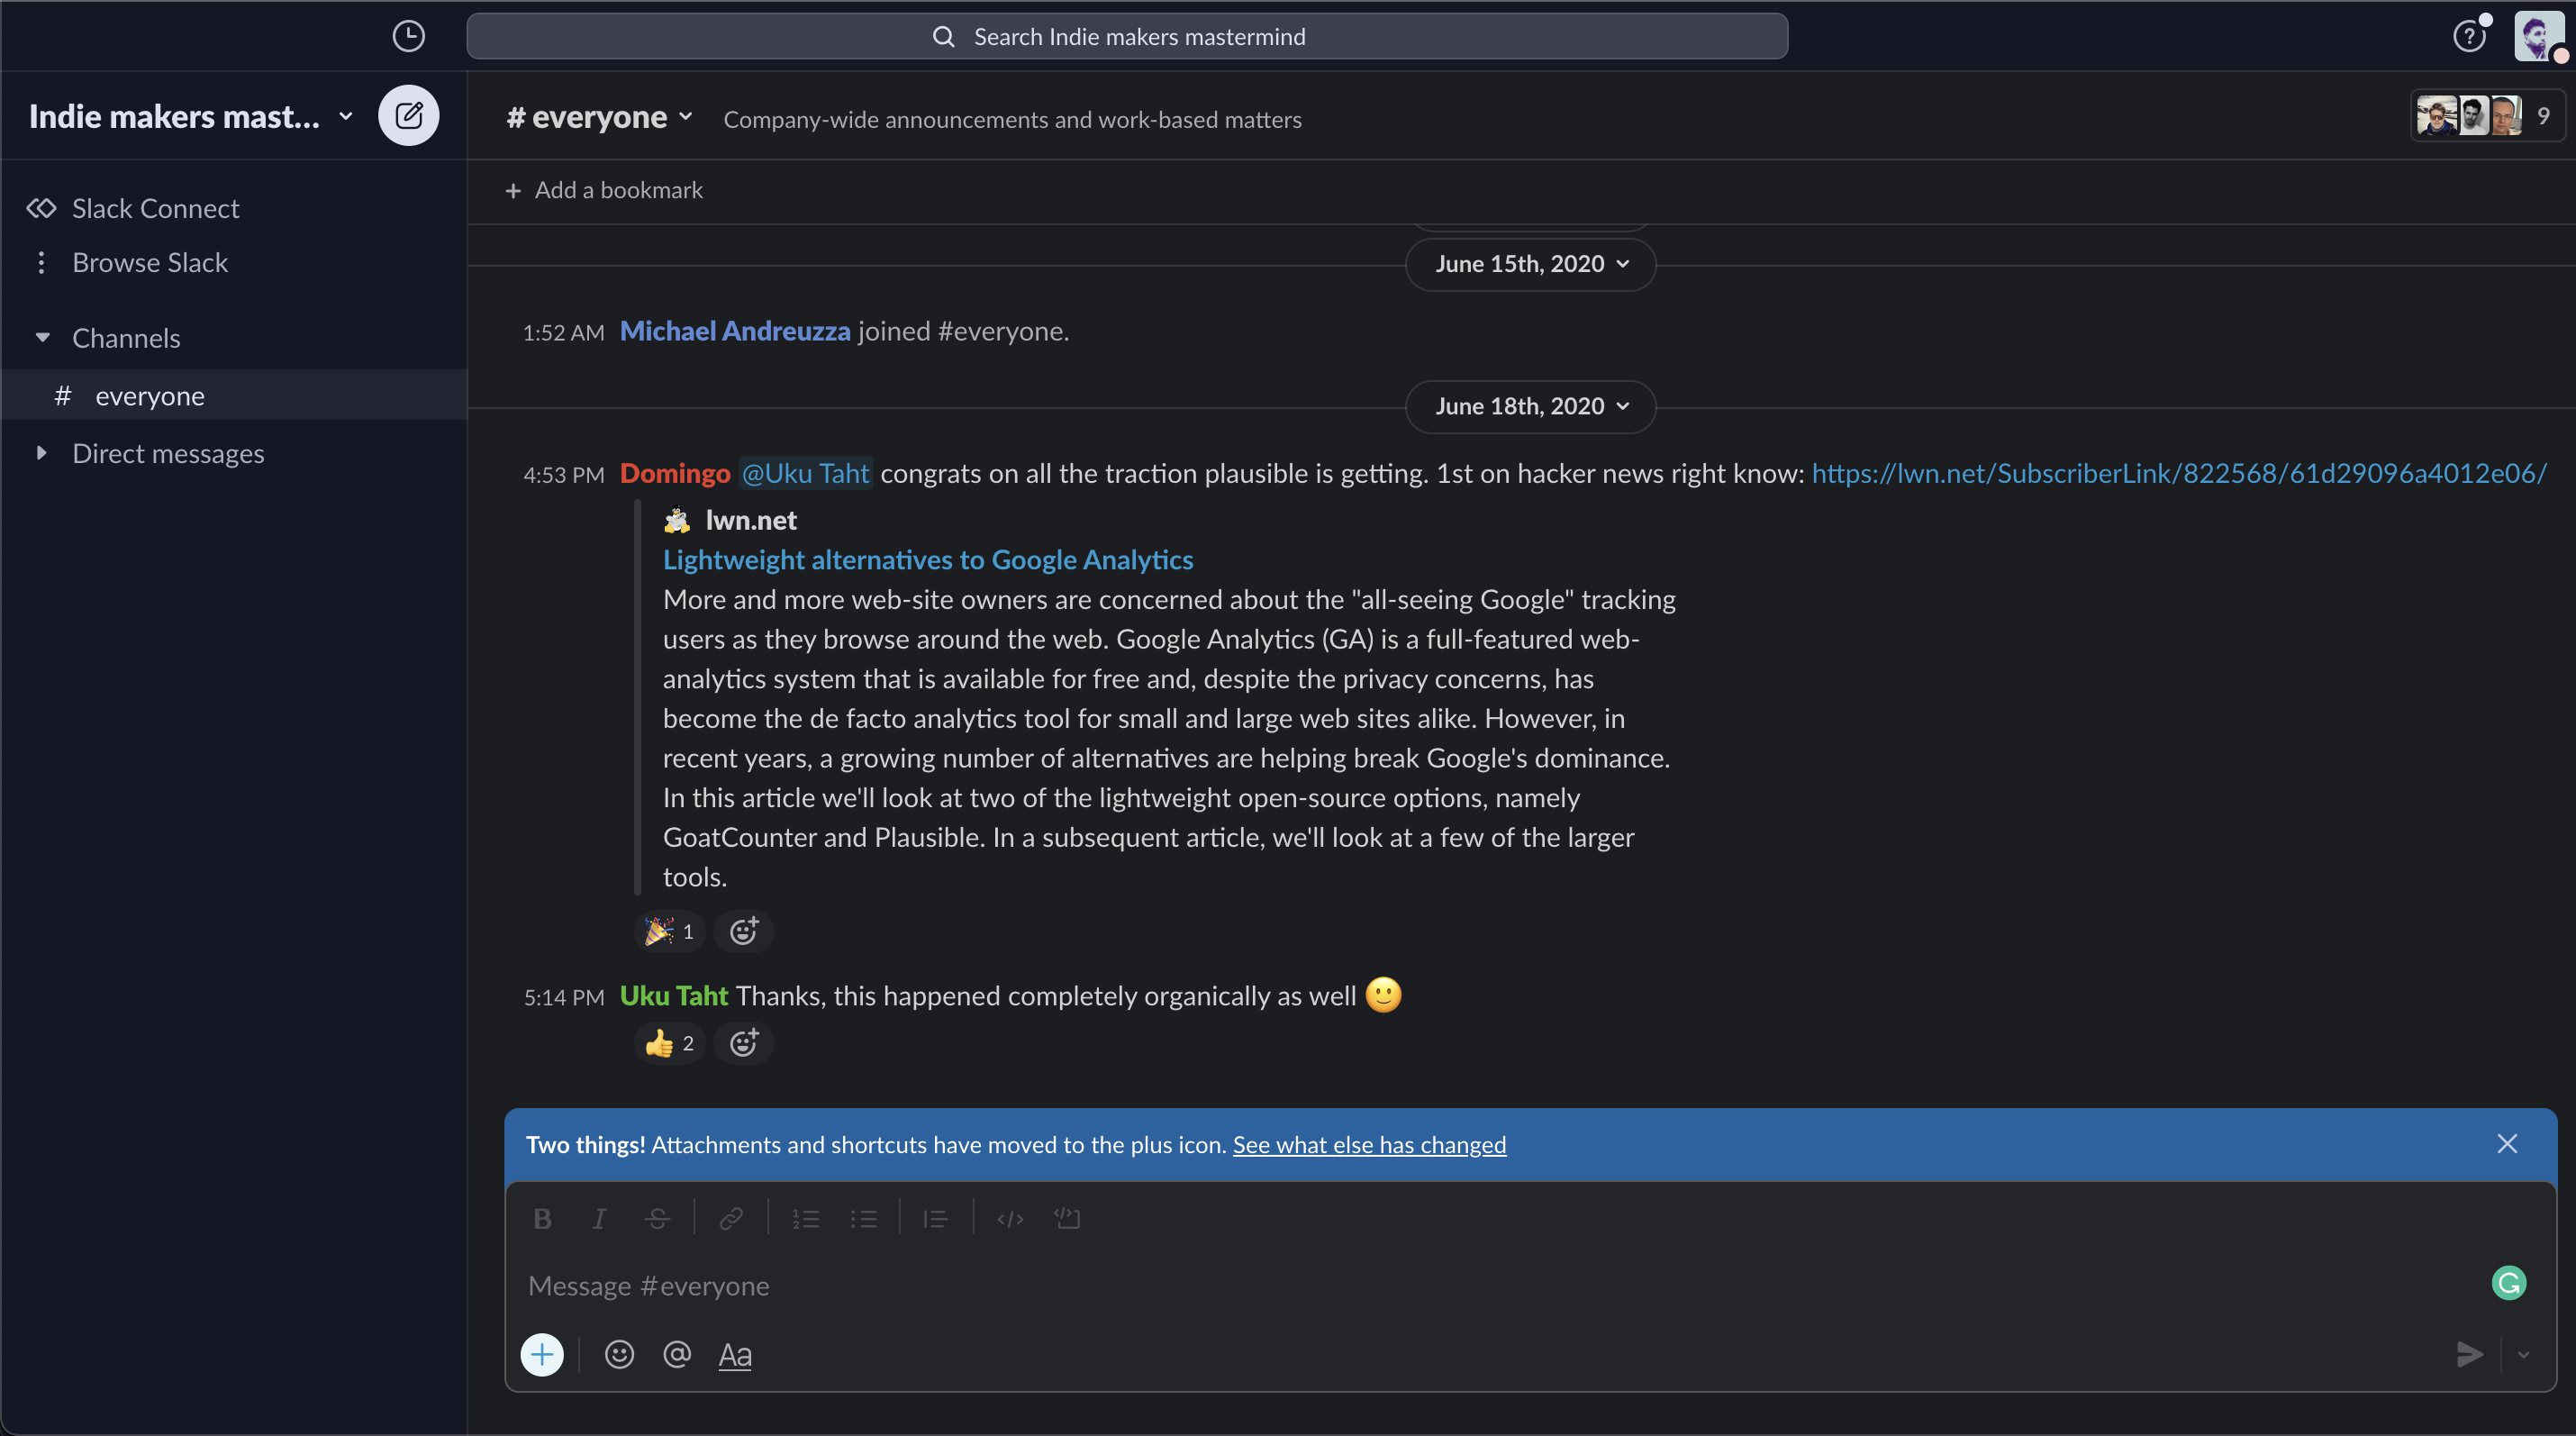 Search Indie makers mastermind
Indie makers mast...
# everyone
Company-wide announcements and work-based matters
9
Slack Connect
Browse Slack
Channels
# everyone
Direct messages
+ Add a bookmark
June 15th, 2020
1:52 AM Michael Andreuzza joined #everyone.
June 18th, 2020
4:53 PM Domingo @Uku Taht congrats on all the traction plausible is getting. 1st on hacker news right know: https://lwn.net/SubscriberLink/822568/61d29096a4012e06/
lwn.net
Lightweight alternatives to Google Analytics
More and more web-site owners are concerned about the "all-seeing Google" tracking
users as they browse around the web. Google Analytics (GA) is a full-featured web-
analytics system that is available for free and, despite the privacy concerns, has
become the de facto analytics tool for small and large web sites alike. However, in
recent years, a growing number of alternatives are helping break Google's dominance.
In this article we'll look at two of the lightweight open-source options, namely
GoatCounter and Plausible. In a subsequent article, we'll look at a few of the larger
tools.
🎉 1
5:14 PM Uku Taht Thanks, this happened completely organically as well 🙂
👍 2
Two things! Attachments and shortcuts have moved to the plus icon. See what else has changed
B I S
Message #everyone
@ Aa